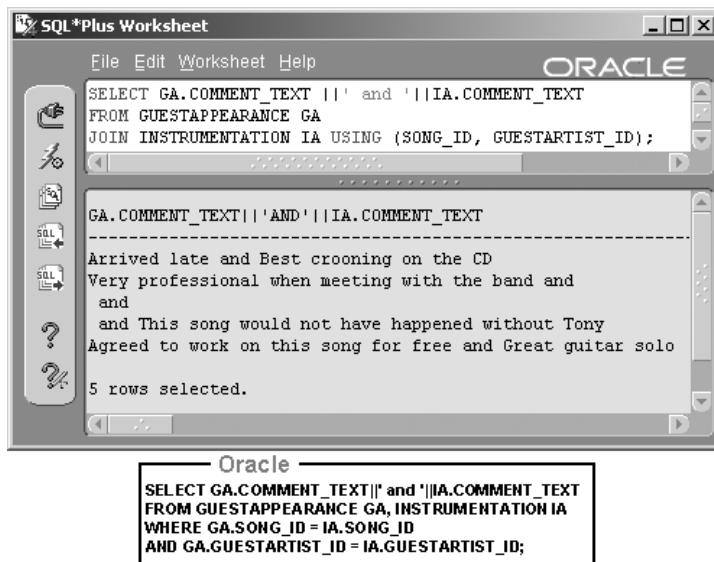 SQL*Plus Worksheet
File Edit Worksheet Help
ORACLE
SELECT GA.COMMENT_TEXT ||' and '||IA.COMMENT_TEXT
FROM GUESTAPPEARANCE GA
JOIN INSTRUMENTATION IA USING (SONG_ID, GUESTARTIST_ID);
GA.COMMENT_TEXT||'AND'||IA.COMMENT_TEXT
--------------------------------------------------------------------------------
Arrived late and Best crooning on the CD
Very professional when meeting with the band and
and
and This song would not have happened without Tony
Agreed to work on this song for free and Great guitar solo
5 rows selected.
Oracle
SELECT GA.COMMENT_TEXT||' and '||IA.COMMENT_TEXT
FROM GUESTAPPEARANCE GA, INSTRUMENTATION IA
WHERE GA.SONG_ID = IA.SONG_ID
AND GA.GUESTARTIST_ID = IA.GUESTARTIST_ID;